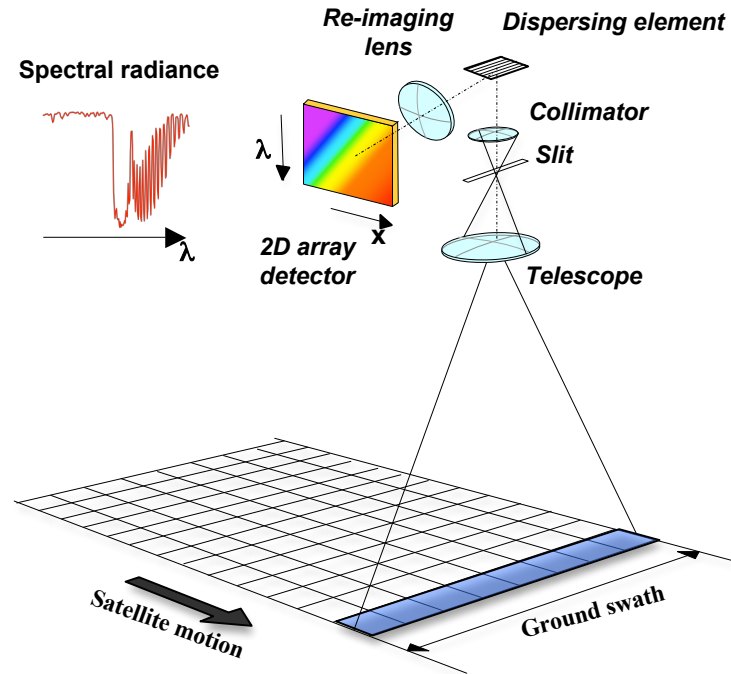 Re-imaging
lens
Dispersing element
Spectral radiance
Collimator
Slit
λ
λ
x
2D array
detector
Telescope
Satellite motion
Ground swath